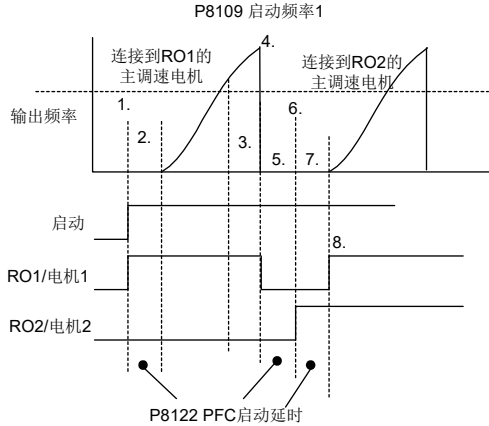 P8109 启动频率1
4.
连接到RO1的
主调速电机
连接到RO2的
主调速电机
1.
6.
输出频率
2.
3.
5.
7.
启动
8.
RO1/电机1
RO2/电机2
P8122 PFC启动延时